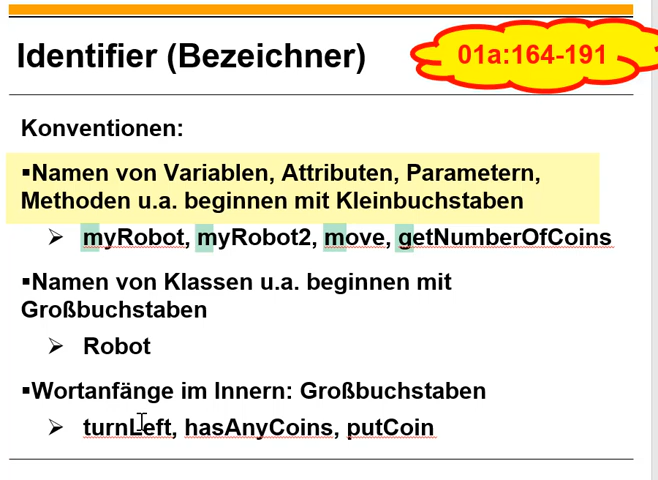 Identifier (Bezeichner)
01a:164-191
Konventionen:
▪Namen von Variablen, Attributen, Parametern,
Methoden u.a. beginnen mit Kleinbuchstaben
➢ myRobot, myRobot2, move, getNumberOfCoins
▪Namen von Klassen u.a. beginnen mit
Großbuchstaben
➢ Robot
▪Wortanfänge im Innern: Großbuchstaben
➢ turnLeft, hasAnyCoins, putCoin